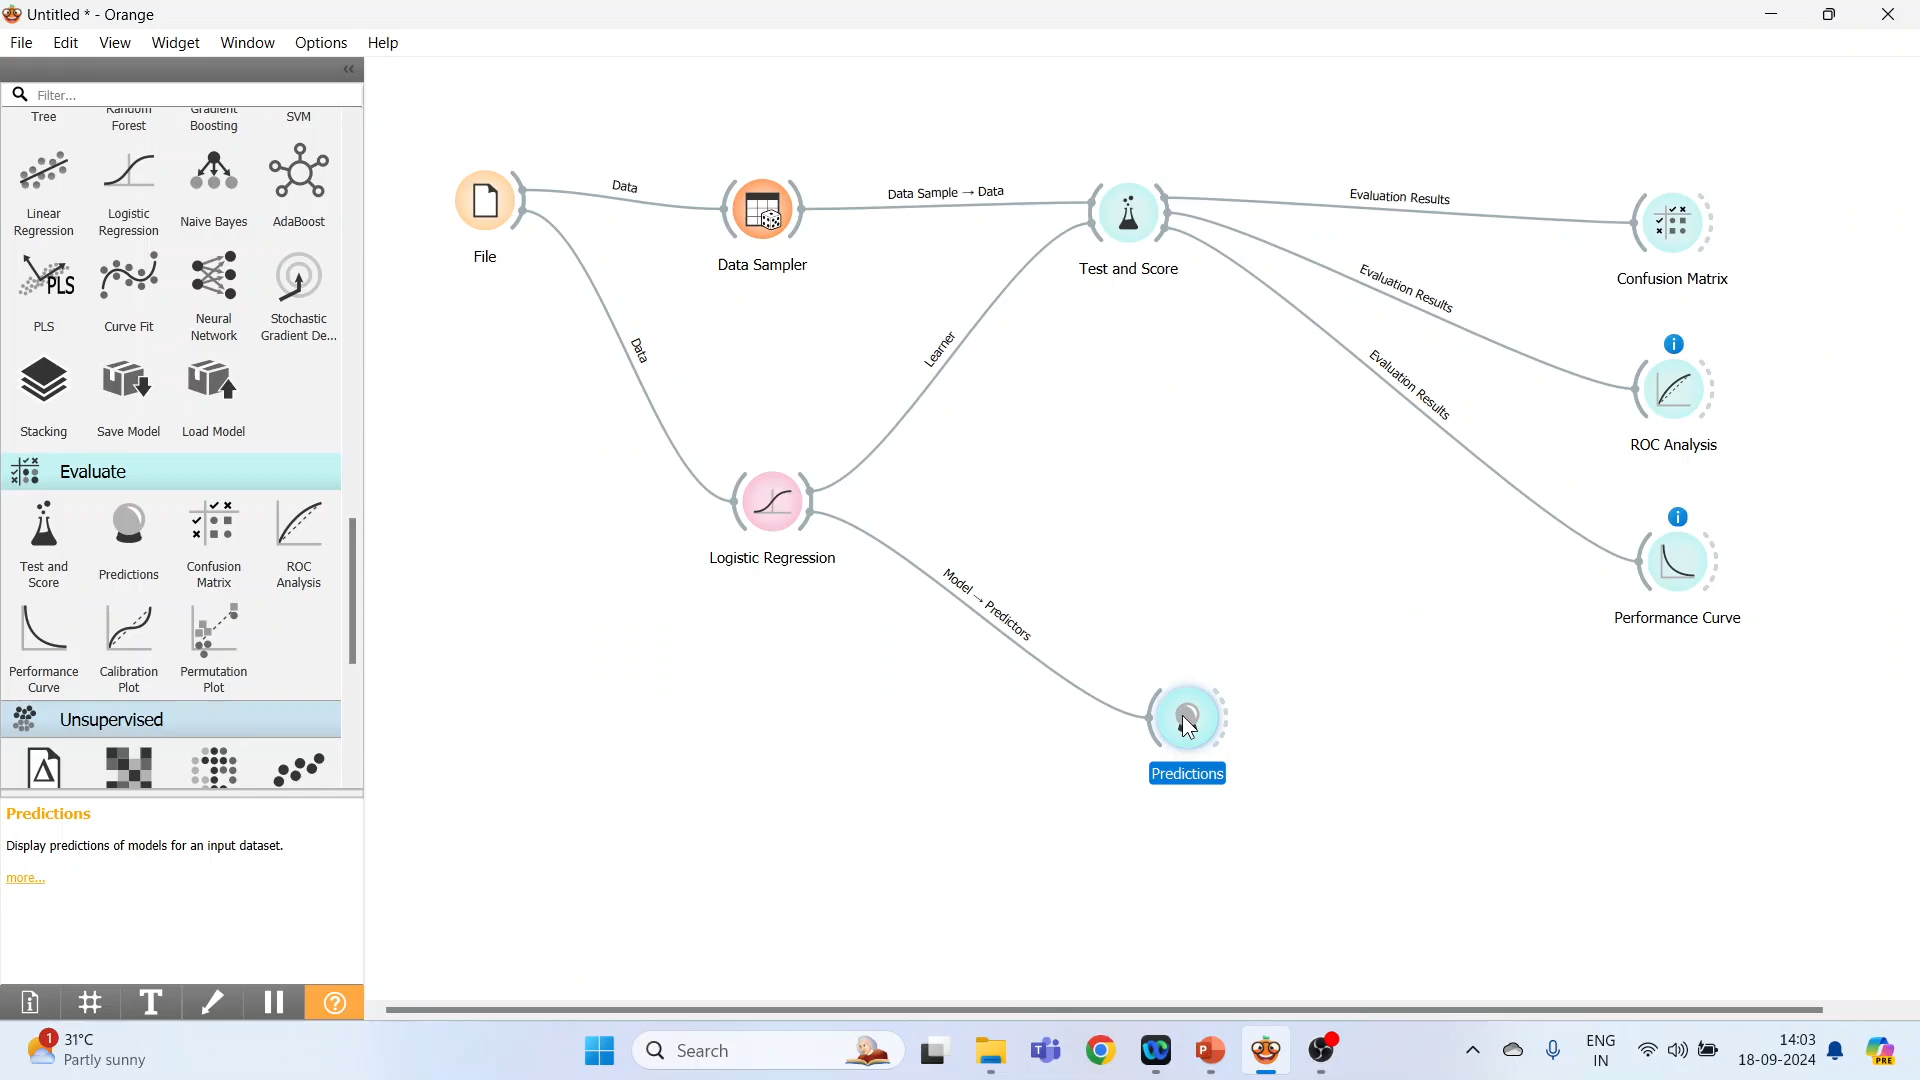 Untitled * - Orange
File Edit View Widget Window Options Help
Filter...
Tree Random Forest Gradient Boosting SVM
Linear Regression Logistic Regression Naive Bayes AdaBoost
PLS Curve Fit Neural Network Stochastic Gradient De...
Stacking Save Model Load Model
Evaluate
Test and Score Predictions Confusion Matrix ROC Analysis
Performance Curve Calibration Plot Permutation Plot
Unsupervised
Predictions
Display predictions of models for an input dataset.
more...
File
Data
Data Sampler
Data Sample → Data
Test and Score
Evaluation Results
Confusion Matrix
Data
Learner
Evaluation Results
ROC Analysis
Evaluation Results
Performance Curve
Logistic Regression
Model → Predictors
Predictions
1
31°C
Partly sunny
Search
ENG
IN
14:03
18-09-2024
PRE